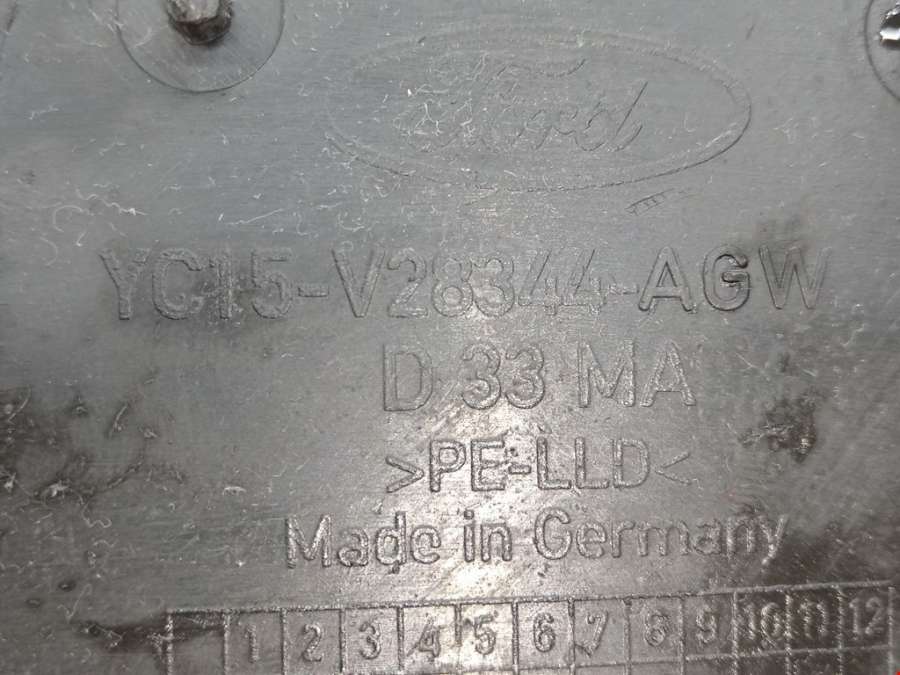 Ford
YC15-V28344-AGW
D 33 MA
>PE-LLD<
Made in Germany
1 2 3 4 5 6 7 8 9 10 11 12